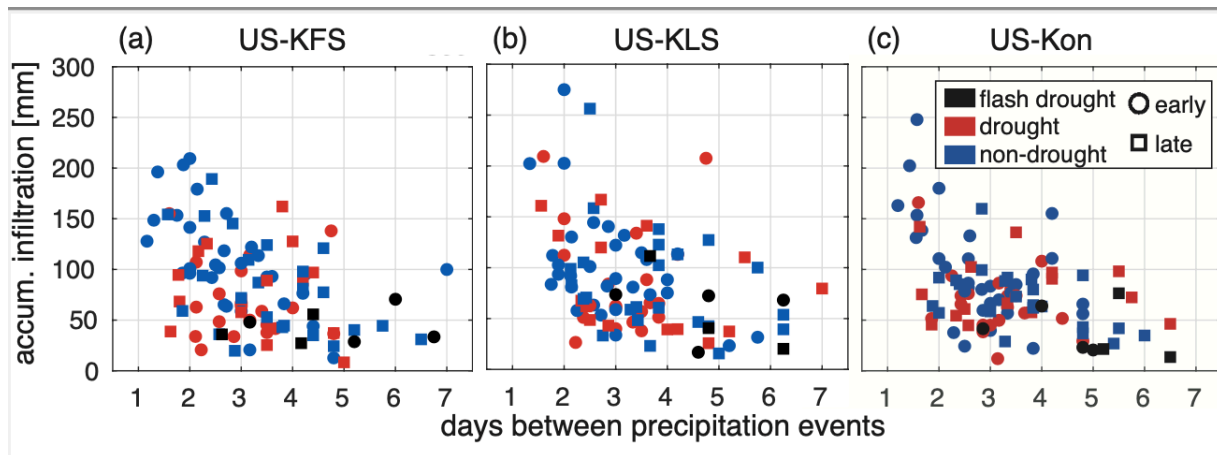 (a) US-KFS (b) US-KLS (c) US-Kon
300
250
200
150
100
50
0
accum. infiltration [mm]
flash drought early
drought late
non-drought
1 2 3 4 5 6 7 1 2 3 4 5 6 7 1 2 3 4 5 6 7
days between precipitation events